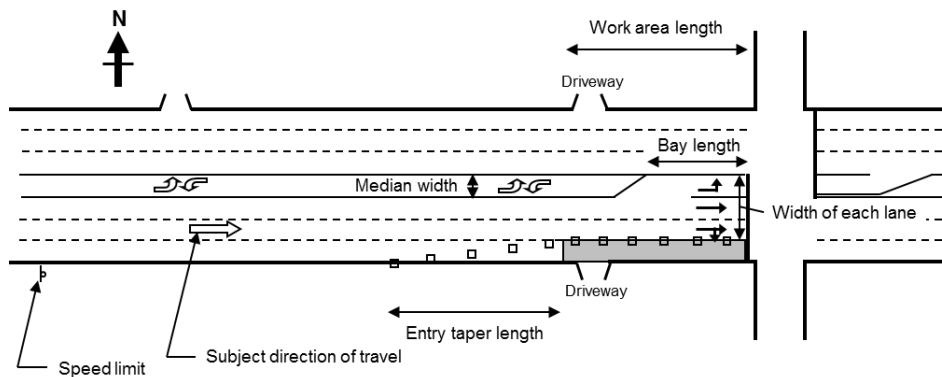 N
Work area length
Driveway
Bay length
Median width
Width of each lane
Driveway
Entry taper length
Subject direction of travel
Speed limit